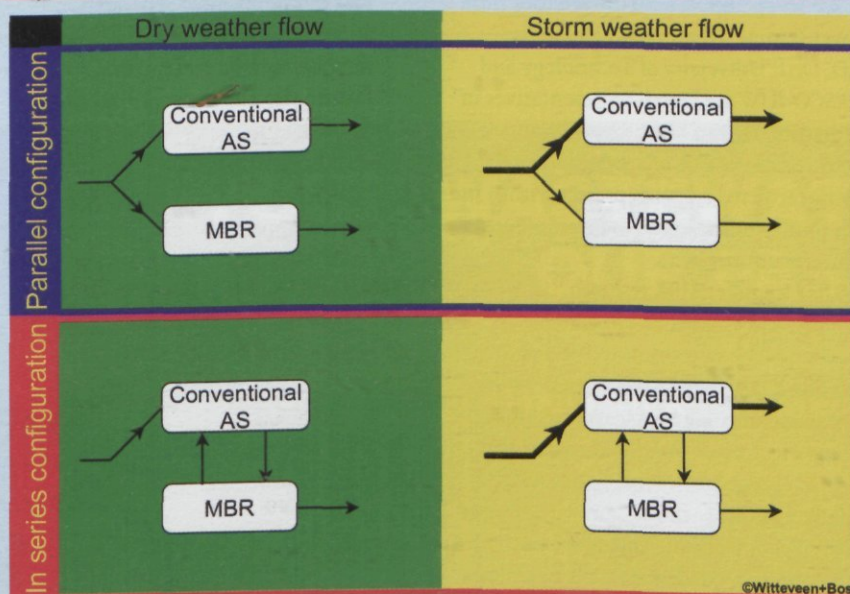 Dry weather flow
Storm weather flow
Parallel configuration
Conventional
AS
MBR
Conventional
AS
MBR
In series configuration
Conventional
AS
MBR
Conventional
AS
MBR
©Witteveen+Bos